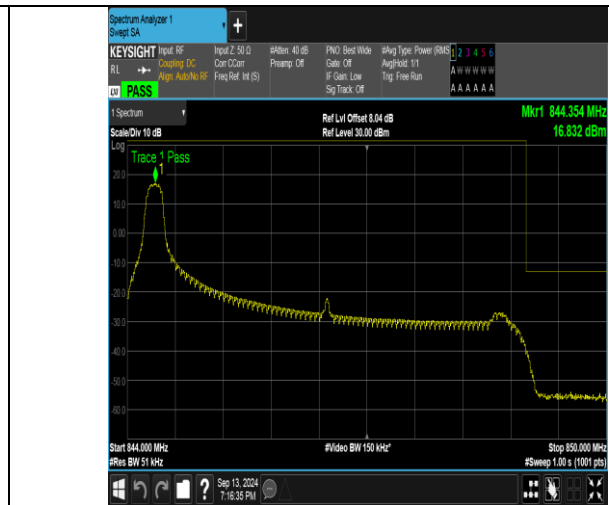 Spectrum Analyzer 1
Swept SA
+
KEYSIGHT
RL
PASS
Input: RF
Coupling: DC
Align: Auto/No RF
Input Z: 50 Ω
Corr CCorr
Freq Ref: Int (S)
#Atten: 40 dB
Preamp: Off
PNO: Best Wide
Gate: Off
IF Gain: Low
Sig Track: Off
#Avg Type: Power (RMS
Avg|Hold: 1/1
Trig: Free Run
1 2 3 4 5 6
A W W W W W
A A A A A A
1 Spectrum
Scale/Div 10 dB
Ref Lvl Offset 8.04 dB
Ref Level 30.00 dBm
Mkr1 844.354 MHz
16.832 dBm
Log
Trace 1 Pass
1
20.0
10.0
0.00
-10.0
-20.0
-30.0
-40.0
-50.0
-60.0
Start 844.000 MHz
#Res BW 51 kHz
#Video BW 150 kHz*
Stop 850.000 MHz
#Sweep 1.00 s (1001 pts)
?
Sep 13, 2024
7:16:35 PM